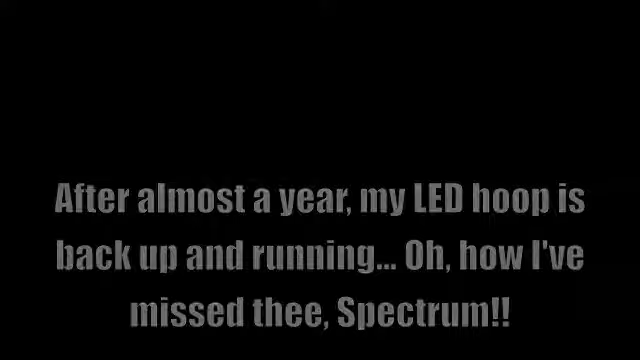 After almost a year, my LED hoop is
back up and running... Oh, how I've
missed thee, Spectrum!!